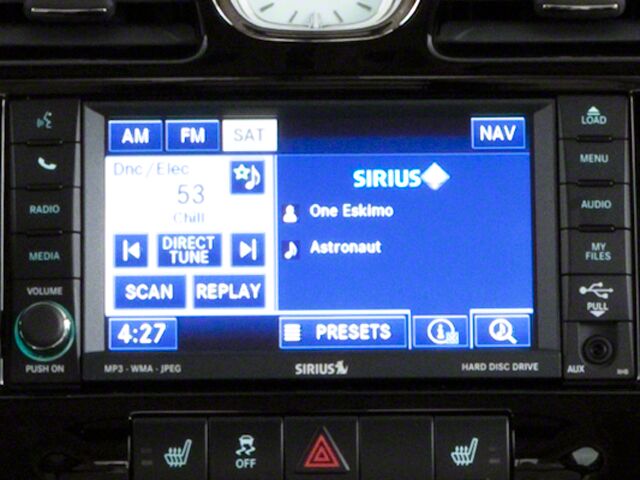 AM FM SAT NAV
Dnc/Elec
53
Chill
SIRIUS
One Eskimo
Astronaut
DIRECT
TUNE
SCAN REPLAY
4:27 PRESETS
RADIO
MEDIA
VOLUME
PUSH ON
LOAD
MENU
AUDIO
MY
FILES
PULL
AUX
MP3 - WMA - JPEG SIRIUS HARD DISC DRIVE
OFF